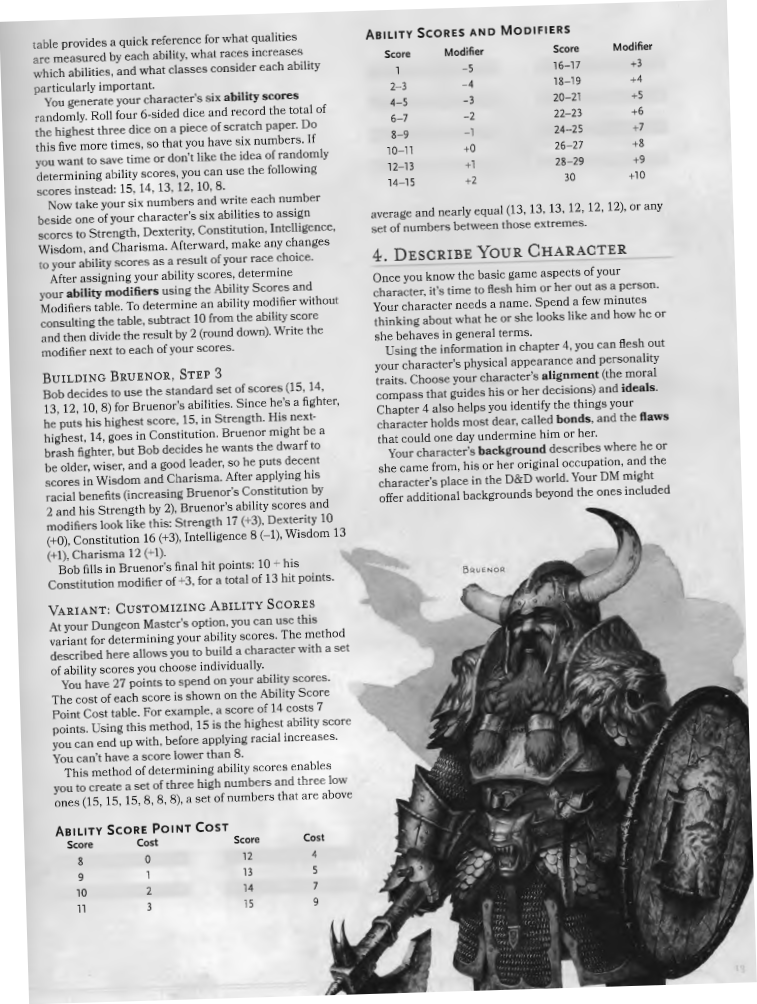 table provides a quick reference for what qualities
are measured by each ability, what races increases
which abilities, and what classes consider each ability
particularly important.
You generate your character's six ability scores
randomly. Roll four 6-sided dice and record the total of
the highest three dice on a piece of scratch paper. Do
this five more times, so that you have six numbers. If
you want to save time or don't like the idea of randomly
determining ability scores, you can use the following
scores instead: 15, 14, 13, 12, 10, 8.
Now take your six numbers and write each number
beside one of your character's six abilities to assign
scores to Strength, Dexterity, Constitution, Intelligence,
Wisdom, and Charisma. Afterward, make any changes
to your ability scores as a result of your race choice.
After assigning your ability scores, determine
your ability modifiers using the Ability Scores and
Modifiers table. To determine an ability modifier without
consulting the table, subtract 10 from the ability score
and then divide the result by 2 (round down). Write the
modifier next to each of your scores.
BUILDING BRUENOR, STEP 3
Bob decides to use the standard set of scores (15, 14,
13, 12, 10, 8) for Bruenor's abilities. Since he's a fighter,
he puts his highest score, 15, in Strength. His next-
highest, 14, goes in Constitution. Bruenor might be a
brash fighter, but Bob decides he wants the dwarf to
be older, wiser, and a good leader, so he puts decent
scores in Wisdom and Charisma. After applying his
racial benefits (increasing Bruenor's Constitution by
2 and his Strength by 2), Bruenor's ability scores and
modifiers look like this: Strength 17 (+3), Dexterity 10
(+0), Constitution 16 (+3), Intelligence 8 (−1), Wisdom 13
(+1), Charisma 12 (+1).
Bob fills in Bruenor's final hit points: 10 + his
Constitution modifier of +3, for a total of 13 hit points.
VARIANT: CUSTOMIZING ABILITY SCORES
At your Dungeon Master's option, you can use this
variant for determining your ability scores. The method
described here allows you to build a character with a set
of ability scores you choose individually.
You have 27 points to spend on your ability scores.
The cost of each score is shown on the Ability Score
Point Cost table. For example, a score of 14 costs 7
points. Using this method, 15 is the highest ability score
you can end up with, before applying racial increases.
You can't have a score lower than 8.
This method of determining ability scores enables
you to create a set of three high numbers and three low
ones (15, 15, 15, 8, 8, 8), a set of numbers that are above
ABILITY SCORE POINT COST
Score Cost Score Cost
8 0 12 4
9 1 13 5
10 2 14 7
11 3 15 9
ABILITY SCORES AND MODIFIERS
Score Modifier Score Modifier
1 −5 16–17 +3
2–3 −4 18–19 +4
4–5 −3 20–21 +5
6–7 −2 22–23 +6
8–9 −1 24–25 +7
10–11 +0 26–27 +8
12–13 +1 28–29 +9
14–15 +2 30 +10
average and nearly equal (13, 13, 13, 12, 12, 12), or any
set of numbers between those extremes.
4. DESCRIBE YOUR CHARACTER
Once you know the basic game aspects of your
character, it's time to flesh him or her out as a person.
Your character needs a name. Spend a few minutes
thinking about what he or she looks like and how he or
she behaves in general terms.
Using the information in chapter 4, you can flesh out
your character's physical appearance and personality
traits. Choose your character's alignment (the moral
compass that guides his or her decisions) and ideals.
Chapter 4 also helps you identify the things your
character holds most dear, called bonds, and the flaws
that could one day undermine him or her.
Your character's background describes where he or
she came from, his or her original occupation, and the
character's place in the D&D world. Your DM might
offer additional backgrounds beyond the ones included
BRUENOR